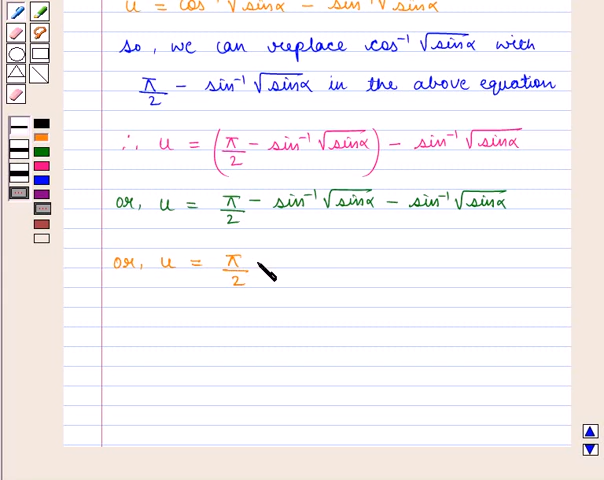 u = cos⁻¹ √sinα − sin⁻¹ √sinα
so, we can replace cos⁻¹ √sinα with
π/2 − sin⁻¹ √sinα in the above equation
∴ u = (π/2 − sin⁻¹ √sinα) − sin⁻¹ √sinα
or, u = π/2 − sin⁻¹ √sinα − sin⁻¹ √sinα
or, u = π/2